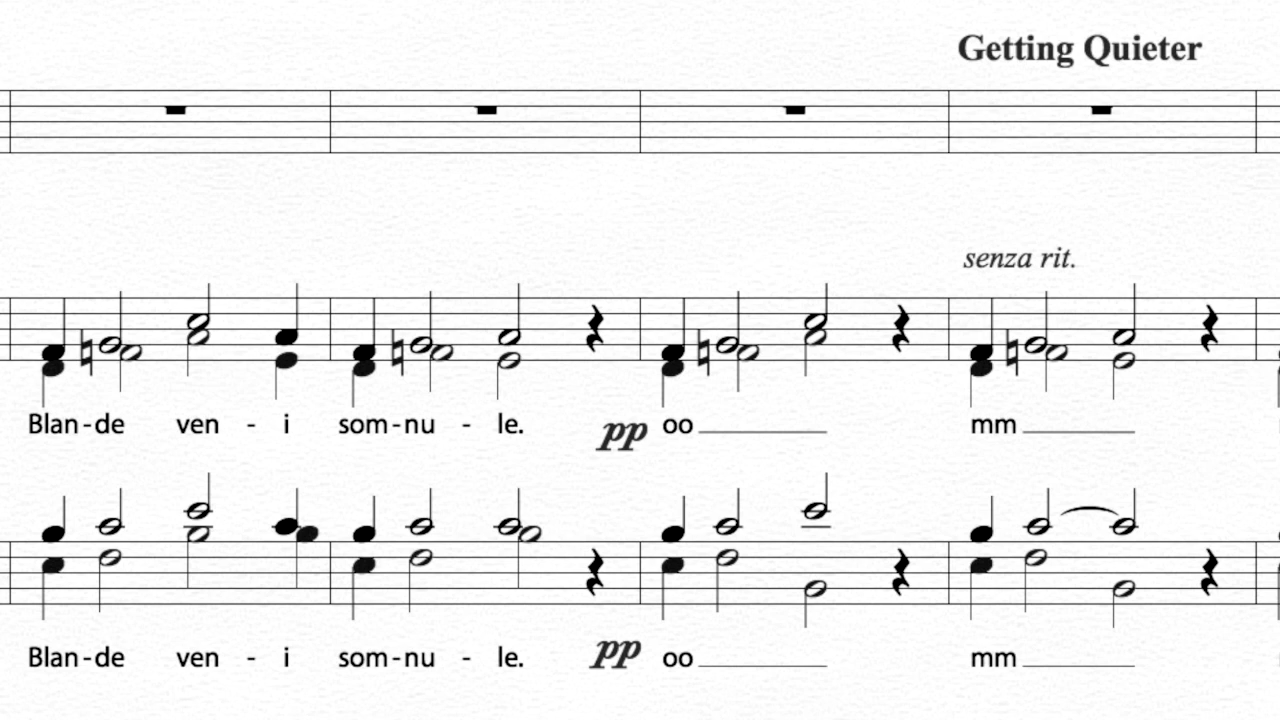 Getting Quieter
senza rit.
Blan-de ven - i som-nu - le. pp oo mm
Blan-de ven - i som-nu - le. pp oo mm